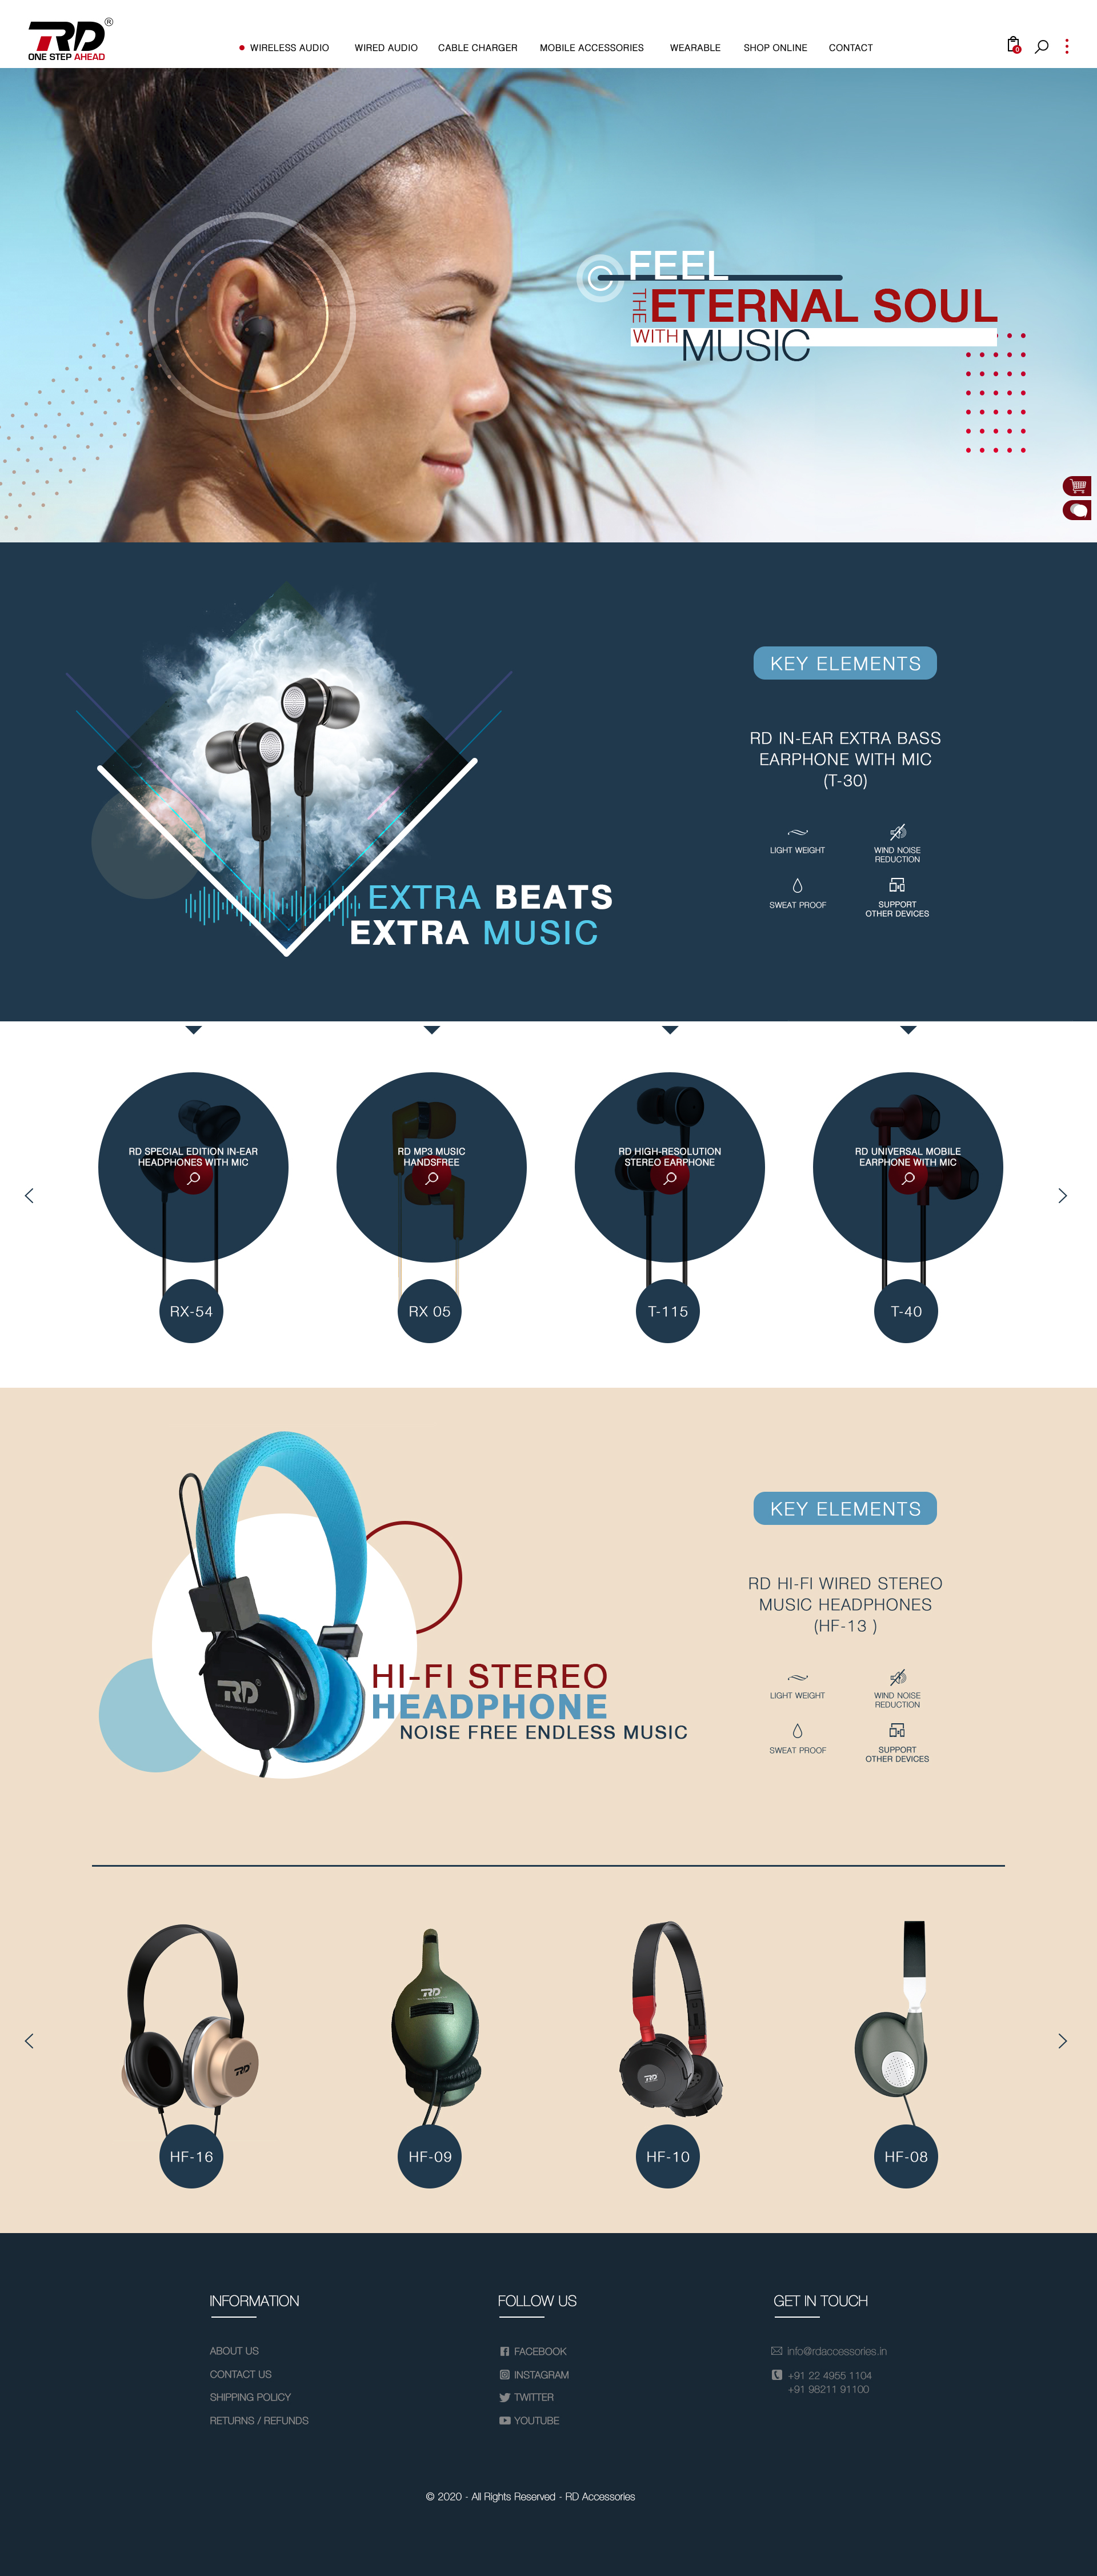 RD®
ONE STEP AHEAD
WIRELESS AUDIO WIRED AUDIO CABLE CHARGER MOBILE ACCESSORIES WEARABLE SHOP ONLINE CONTACT
0
FEEL
THE ETERNAL SOUL
WITH MUSIC
KEY ELEMENTS
RD IN-EAR EXTRA BASS
EARPHONE WITH MIC
(T-30)
LIGHT WEIGHT
WIND NOISE
REDUCTION
SWEAT PROOF
SUPPORT
OTHER DEVICES
EXTRA BEATS
EXTRA MUSIC
RD SPECIAL EDITION IN-EAR
HEADPHONES WITH MIC
RX-54
RD MP3 MUSIC
HANDSFREE
RX 05
RD HIGH-RESOLUTION
STEREO EARPHONE
T-115
RD UNIVERSAL MOBILE
EARPHONE WITH MIC
T-40
RD
HI-FI STEREO
HEADPHONE
NOISE FREE ENDLESS MUSIC
KEY ELEMENTS
RD HI-FI WIRED STEREO
MUSIC HEADPHONES
(HF-13 )
LIGHT WEIGHT
WIND NOISE
REDUCTION
SWEAT PROOF
SUPPORT
OTHER DEVICES
RD
HF-16
RD
HF-09
RD
HF-10
HF-08
INFORMATION
ABOUT US
CONTACT US
SHIPPING POLICY
RETURNS / REFUNDS
FOLLOW US
FACEBOOK
INSTAGRAM
TWITTER
YOUTUBE
GET IN TOUCH
info@rdaccessories.in
+91 22 4955 1104
+91 98211 91100
© 2020 - All Rights Reserved - RD Accessories